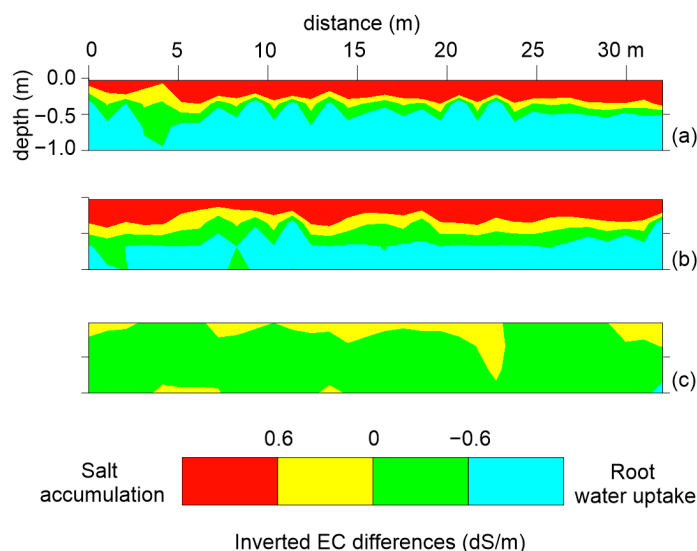 distance (m)
0 5 10 15 20 25 30 m
depth (m)
0.0
−0.5
−1.0
(a)
(b)
(c)
0.6 0 −0.6
Salt accumulation
Root water uptake
Inverted EC differences (dS/m)